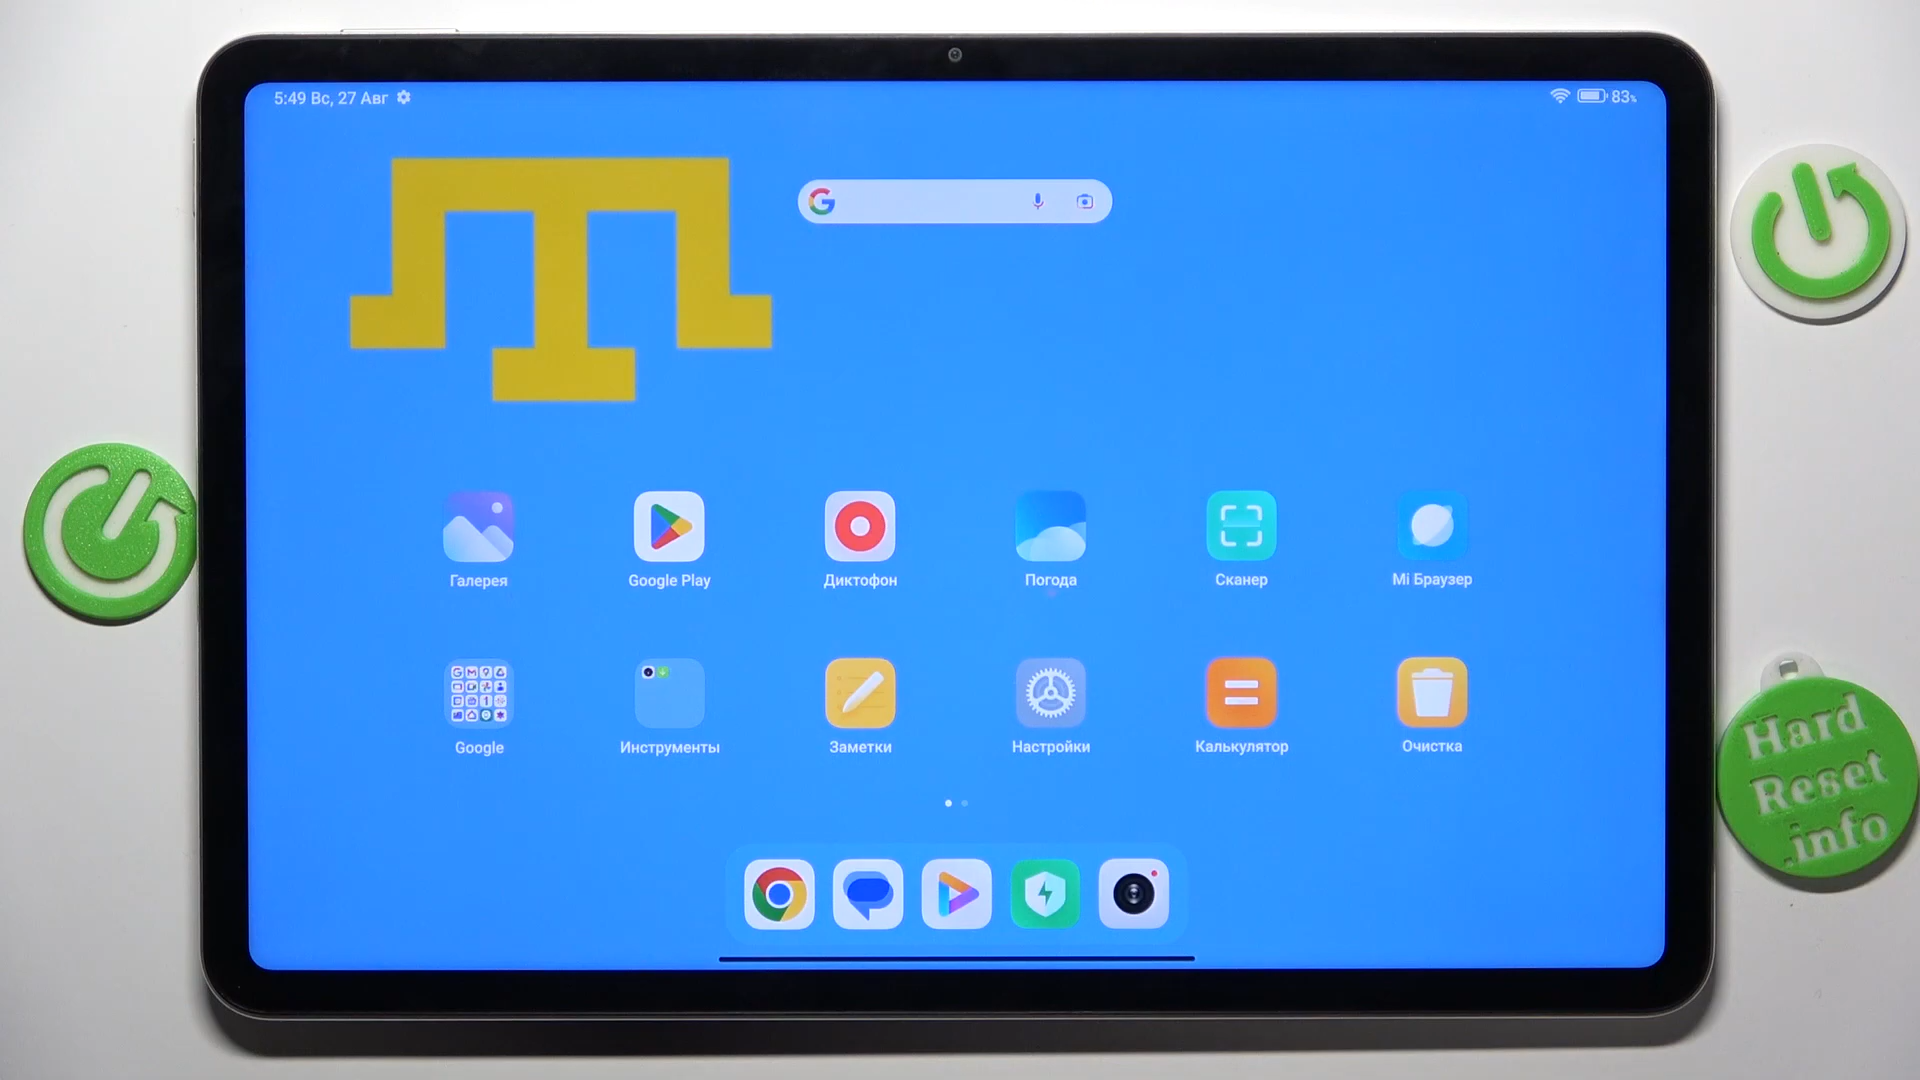 5:49 Вс, 27 Авг
83%
Галерея
Google Play
Диктофон
Погода
Сканер
Mi Браузер
Google
Инструменты
Заметки
Настройки
Калькулятор
Очистка
Hard
Reset
.info